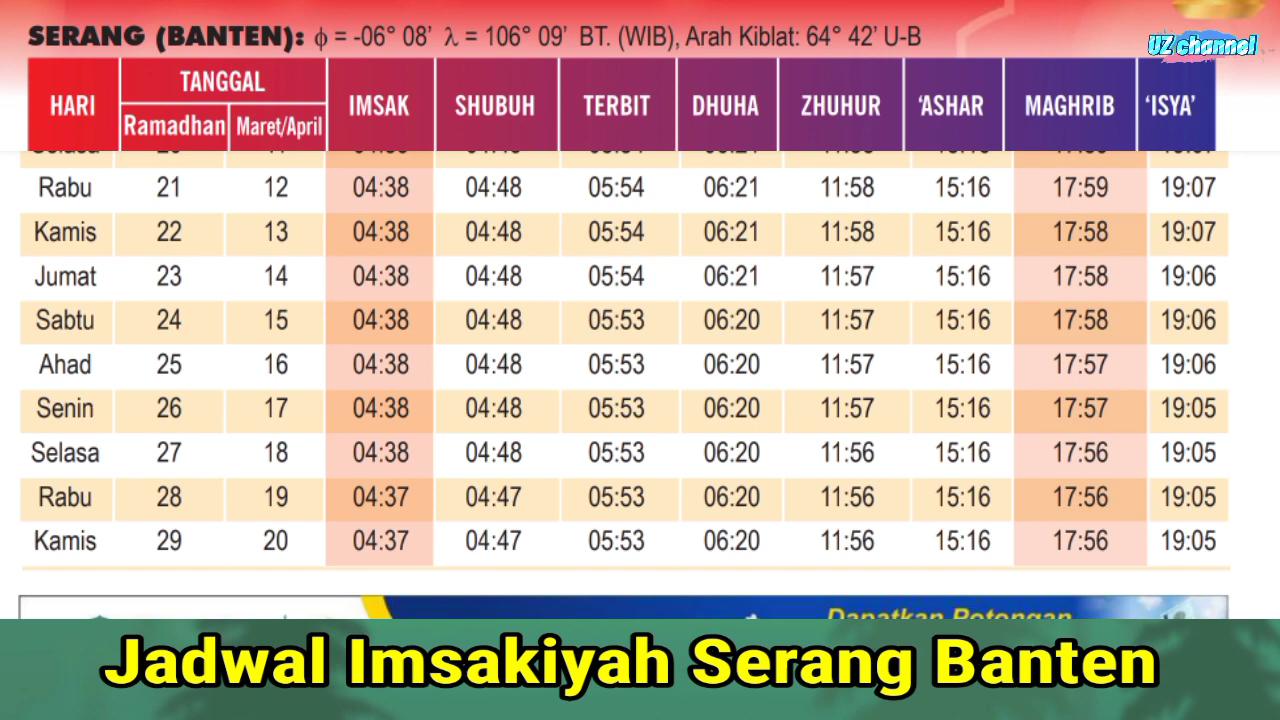 SERANG (BANTEN): ϕ = -06° 08’ λ = 106° 09’ BT. (WIB), Arah Kiblat: 64° 42’ U-B
UZ channel
HARI TANGGAL IMSAK SHUBUH TERBIT DHUHA ZHUHUR ‘ASHAR MAGHRIB ‘ISYA’
Ramadhan Maret/April
Rabu 21 12 04:38 04:48 05:54 06:21 11:58 15:16 17:59 19:07
Kamis 22 13 04:38 04:48 05:54 06:21 11:58 15:16 17:58 19:07
Jumat 23 14 04:38 04:48 05:54 06:21 11:57 15:16 17:58 19:06
Sabtu 24 15 04:38 04:48 05:53 06:20 11:57 15:16 17:58 19:06
Ahad 25 16 04:38 04:48 05:53 06:20 11:57 15:16 17:57 19:06
Senin 26 17 04:38 04:48 05:53 06:20 11:57 15:16 17:57 19:05
Selasa 27 18 04:38 04:48 05:53 06:20 11:56 15:16 17:56 19:05
Rabu 28 19 04:37 04:47 05:53 06:20 11:56 15:16 17:56 19:05
Kamis 29 20 04:37 04:47 05:53 06:20 11:56 15:16 17:56 19:05
Dapatkan Potongan
Jadwal Imsakiyah Serang Banten